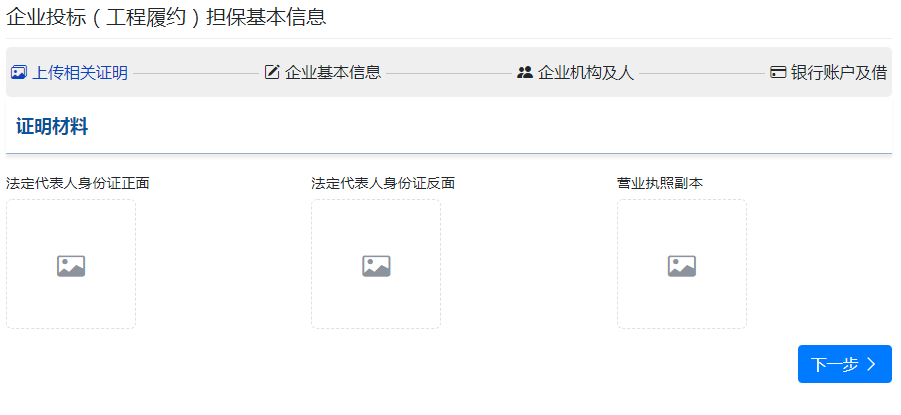 企业投标（工程履约）担保基本信息
上传相关证明 企业基本信息 企业机构及人 银行账户及借
证明材料
法定代表人身份证正面 法定代表人身份证反面 营业执照副本
下一步